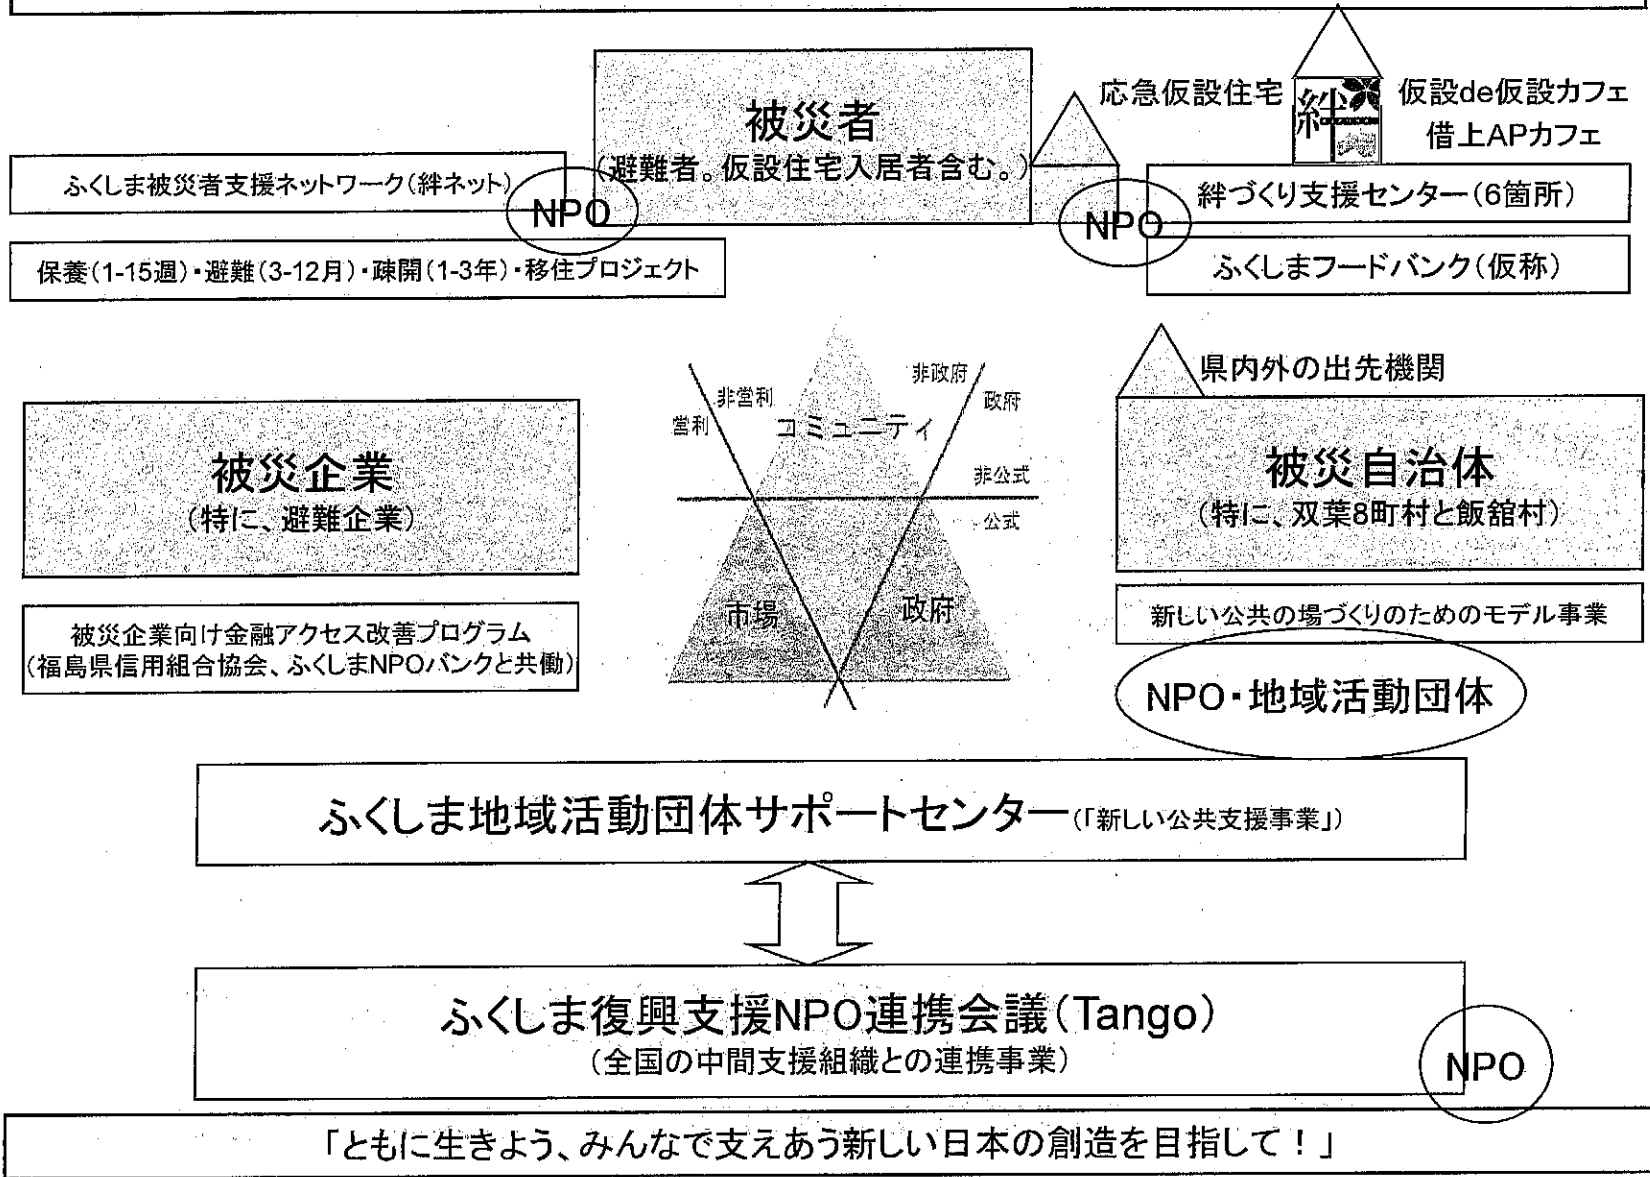 被災者
(避難者。仮設住宅入居者含む。)
応急仮設住宅
絆
仮設de仮設カフェ
借上APカフェ
ふくしま被災者支援ネットワーク(絆ネット)
NPO
NPO
絆づくり支援センター(6箇所)
保養(1-15週)・避難(3-12月)・疎開(1-3年)・移住プロジェクト
ふくしまフードバンク(仮称)
県内外の出先機関
非営利
営利
コミュニティ
非政府
政府
非公式
公式
市場
政府
被災企業
(特に、避難企業)
被災自治体
(特に、双葉8町村と飯舘村)
被災企業向け金融アクセス改善プログラム
(福島県信用組合協会、ふくしまNPOバンクと共働)
新しい公共の場づくりのためのモデル事業
NPO・地域活動団体
ふくしま地域活動団体サポートセンター(「新しい公共支援事業」)
ふくしま復興支援NPO連携会議(Tango)
(全国の中間支援組織との連携事業)
NPO
「ともに生きよう、みんなで支えあう新しい日本の創造を目指して！」